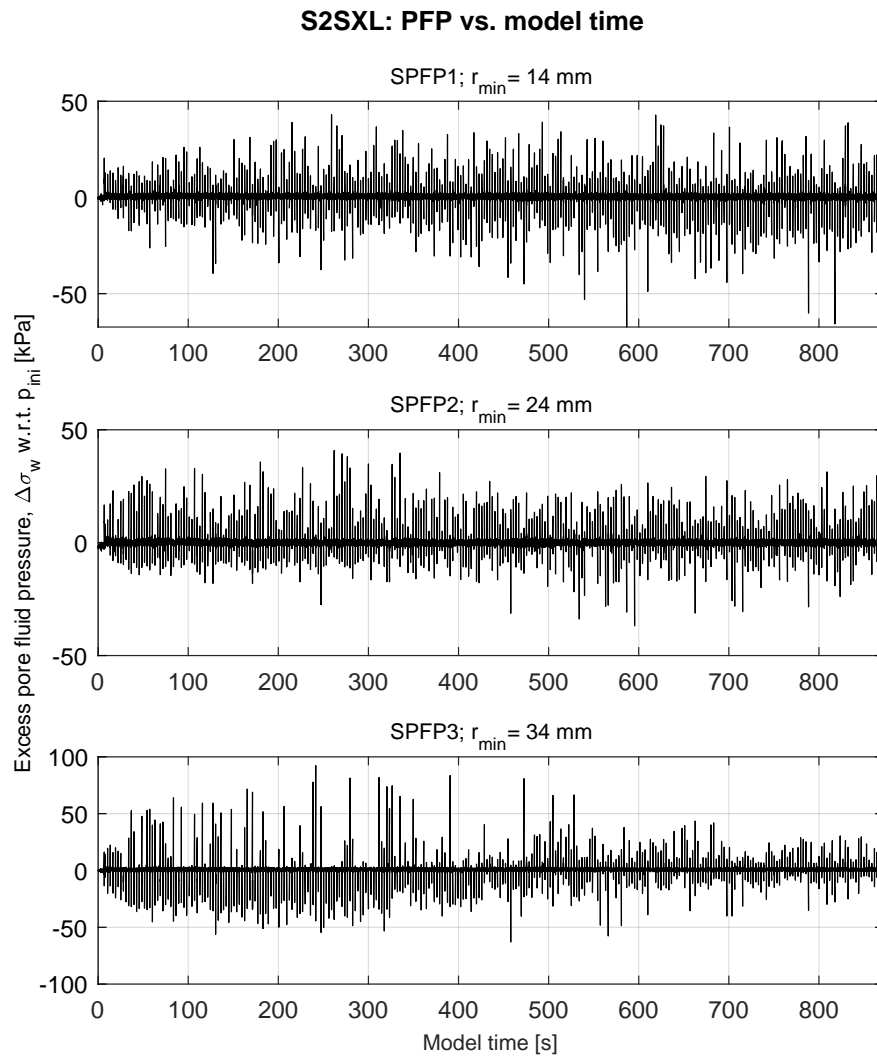 S2SXL: PFP vs. model time
SPFP1; r_min= 14 mm
50
0
-50
0 100 200 300 400 500 600 700 800
SPFP2; r_min= 24 mm
50
0
-50
0 100 200 300 400 500 600 700 800
SPFP3; r_min= 34 mm
100
50
0
-50
-100
0 100 200 300 400 500 600 700 800
Model time [s]
Excess pore fluid pressure, Δσ_w w.r.t. p_ini [kPa]